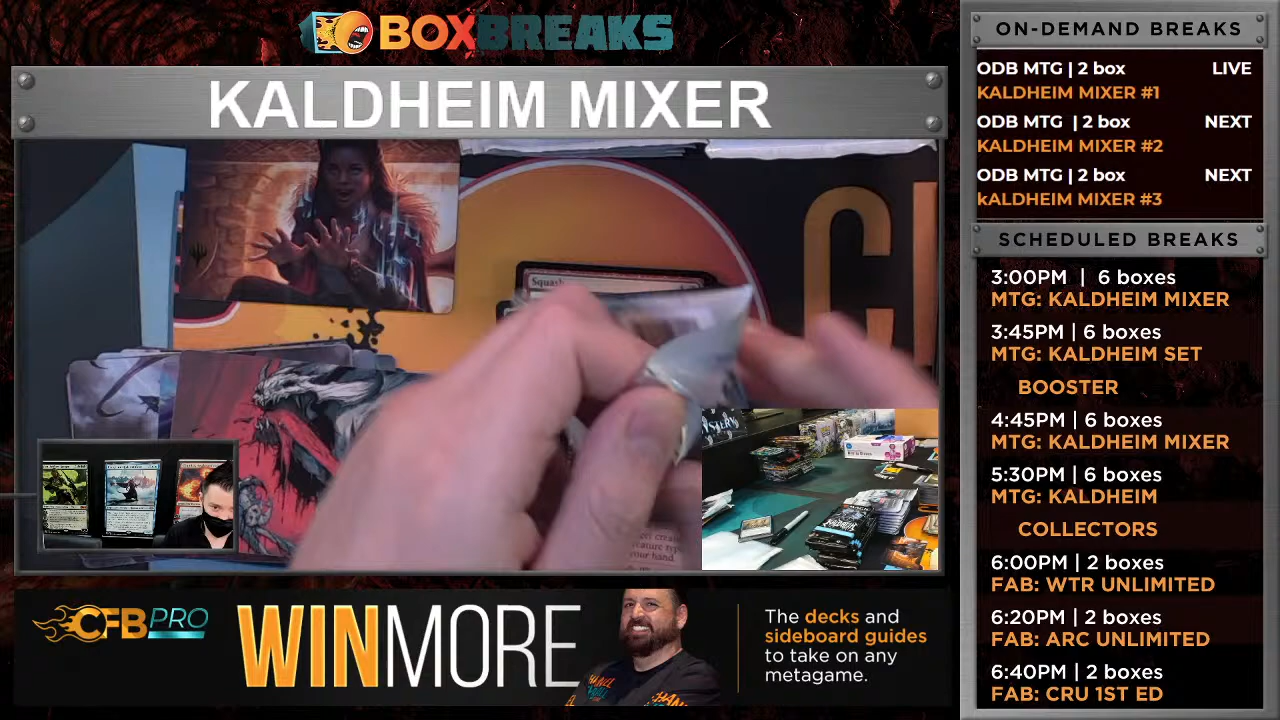 BOXBREAKS
KALDHEIM MIXER
Squash
CFBPRO
WINMORE
The decks and
sideboard guides
to take on any
metagame.
ON-DEMAND BREAKS
ODB MTG | 2 box LIVE
KALDHEIM MIXER #1
ODB MTG | 2 box NEXT
KALDHEIM MIXER #2
ODB MTG | 2 box NEXT
kALDHEIM MIXER #3
SCHEDULED BREAKS
3:00PM | 6 boxes
MTG: KALDHEIM MIXER
3:45PM | 6 boxes
MTG: KALDHEIM SET
BOOSTER
4:45PM | 6 boxes
MTG: KALDHEIM MIXER
5:30PM | 6 boxes
MTG: KALDHEIM
COLLECTORS
6:00PM | 2 boxes
FAB: WTR UNLIMITED
6:20PM | 2 boxes
FAB: ARC UNLIMITED
6:40PM | 2 boxes
FAB: CRU 1ST ED